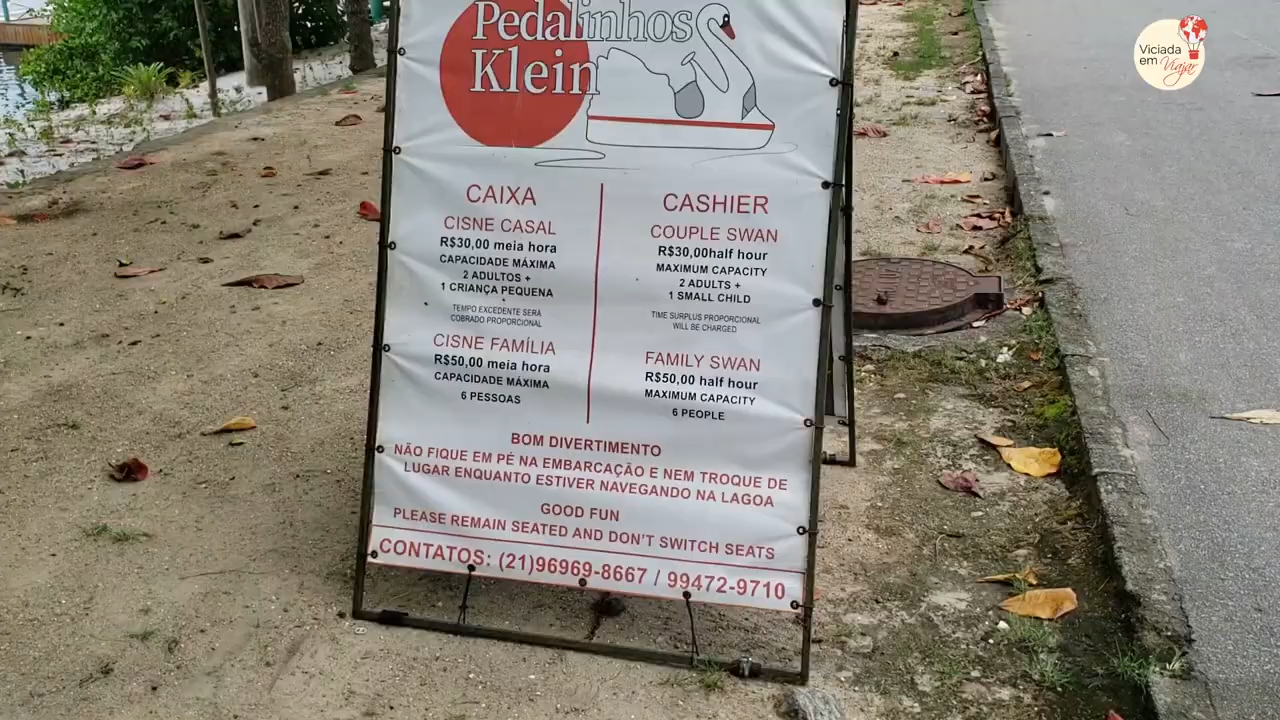 Viciada
em Viajar
Pedalinhos
Klein
CAIXA
CISNE CASAL
R$30,00 meia hora
CAPACIDADE MÁXIMA
2 ADULTOS +
1 CRIANÇA PEQUENA
TEMPO EXCEDENTE SERÁ
COBRADO PROPORCIONAL
CISNE FAMÍLIA
R$50,00 meia hora
CAPACIDADE MÁXIMA
6 PESSOAS
CASHIER
COUPLE SWAN
R$30,00half hour
MAXIMUM CAPACITY
2 ADULTS +
1 SMALL CHILD
TIME SURPLUS PROPORCIONAL
WILL BE CHARGED
FAMILY SWAN
R$50,00 half hour
MAXIMUM CAPACITY
6 PEOPLE
BOM DIVERTIMENTO
NÃO FIQUE EM PÉ NA EMBARCAÇÃO E NEM TROQUE DE
LUGAR ENQUANTO ESTIVER NAVEGANDO NA LAGOA
GOOD FUN
PLEASE REMAIN SEATED AND DON'T SWITCH SEATS
CONTATOS: (21)96969-8667 / 99472-9710